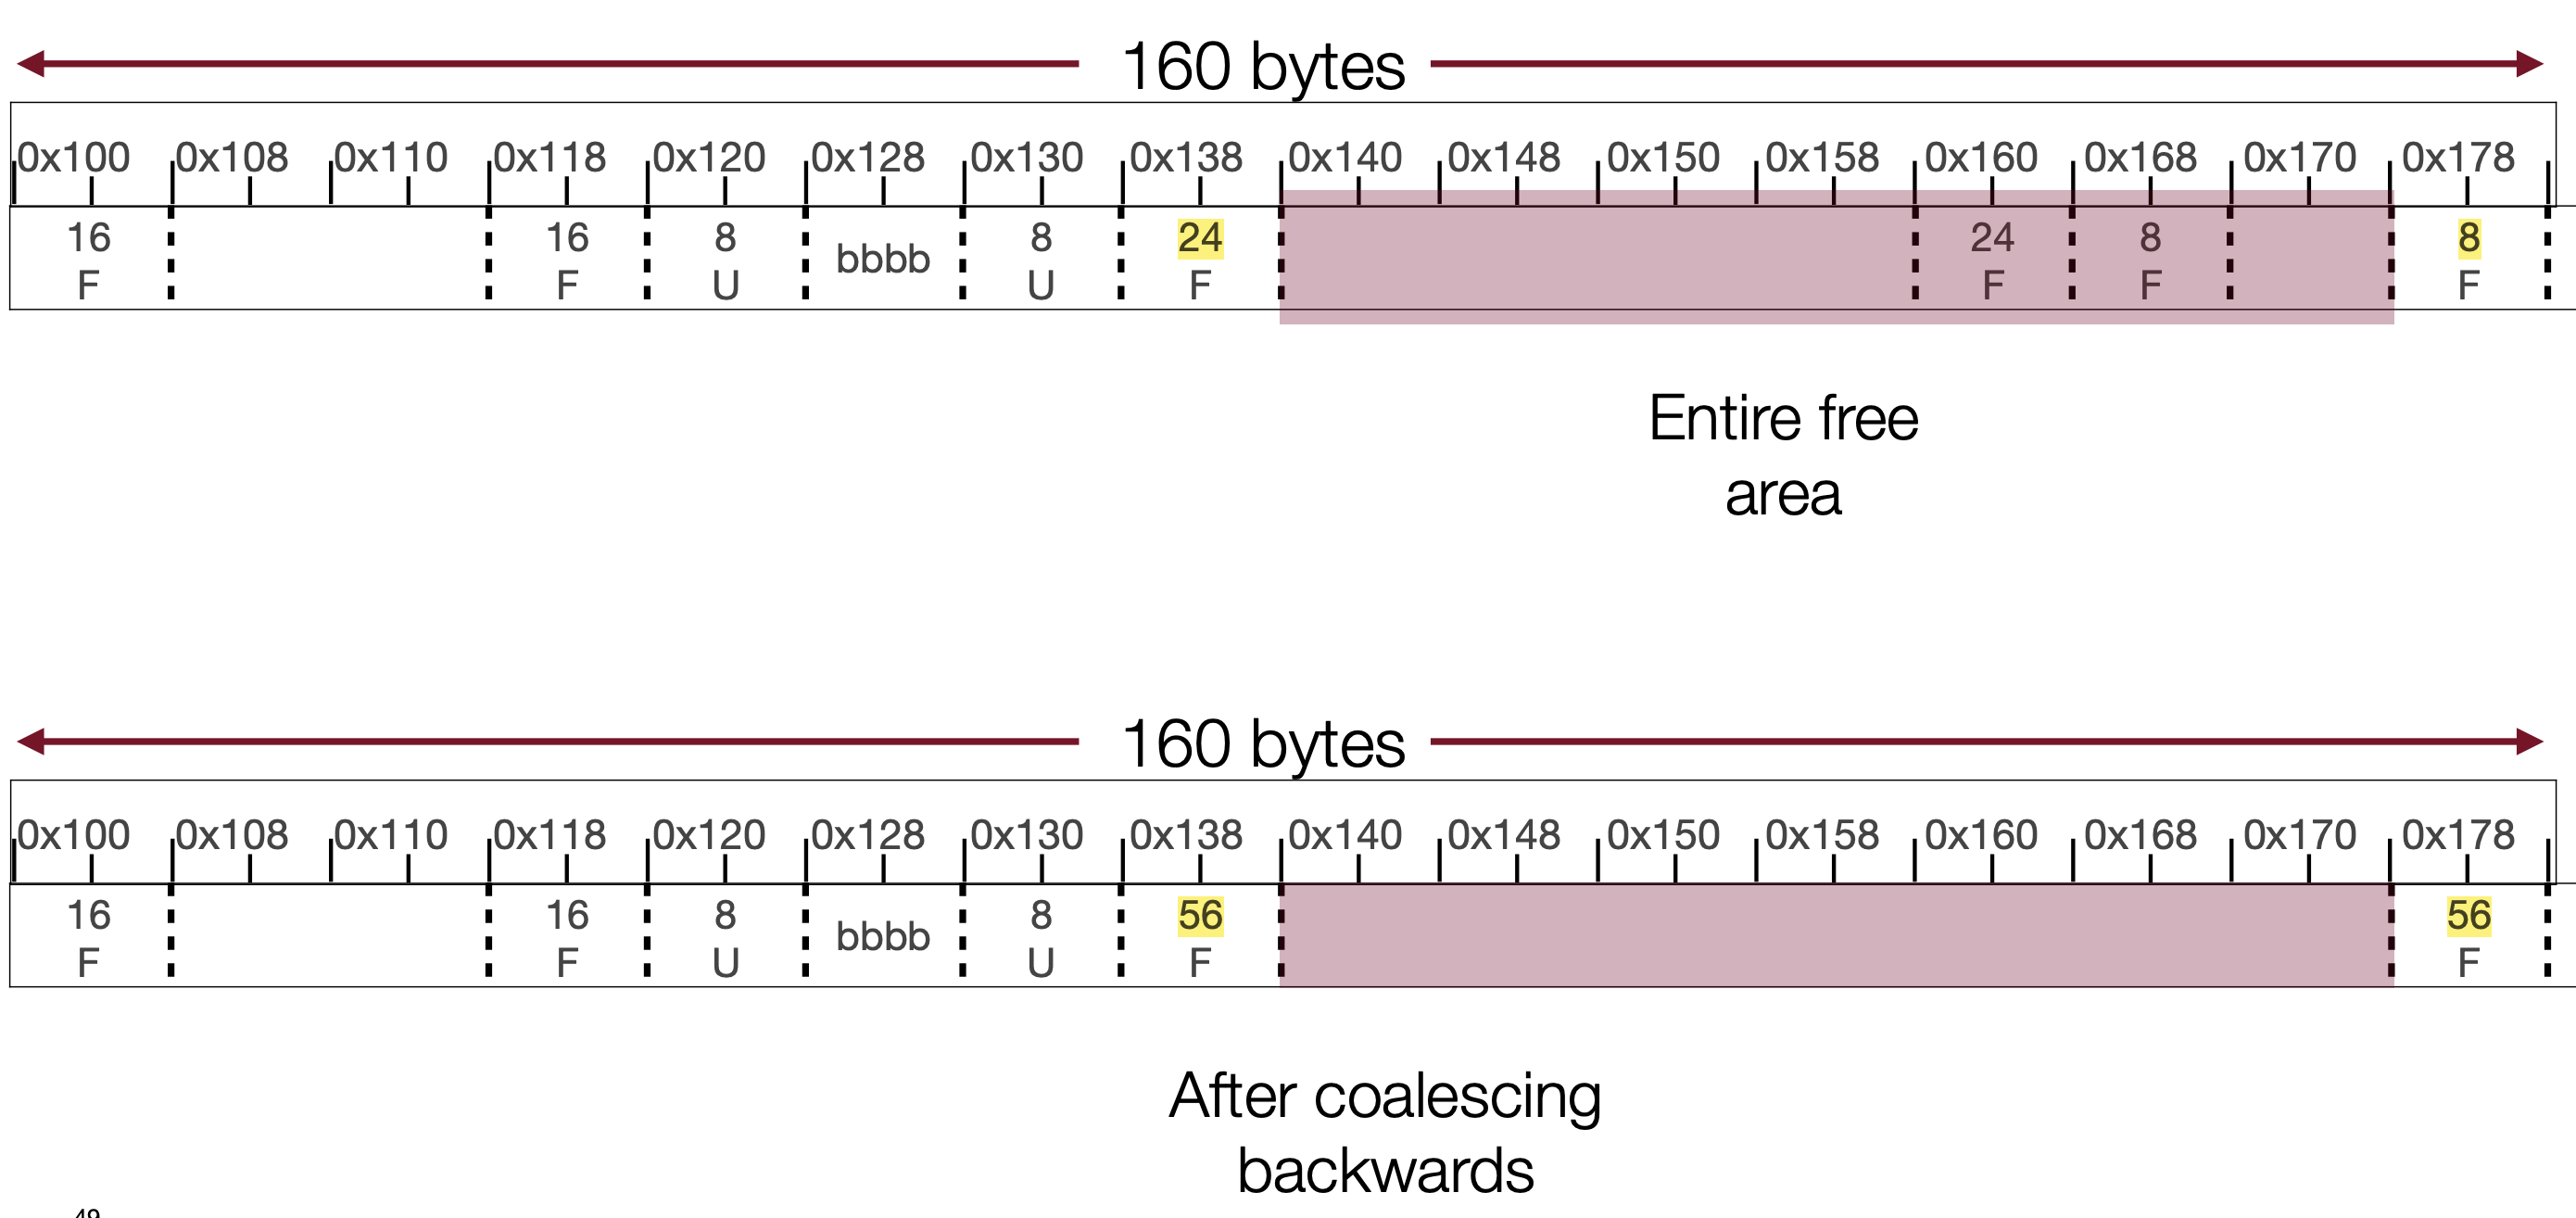 160 bytes
0x100 0x108 0x110 0x118 0x120 0x128 0x130 0x138 0x140 0x148 0x150 0x158 0x160 0x168 0x170 0x178
16 16 8 bbbb 8 24 24 8 8
F F U U F F F F
Entire free
area
160 bytes
0x100 0x108 0x110 0x118 0x120 0x128 0x130 0x138 0x140 0x148 0x150 0x158 0x160 0x168 0x170 0x178
16 16 8 bbbb 8 56 56
F F U U F F
After coalescing
backwards
49